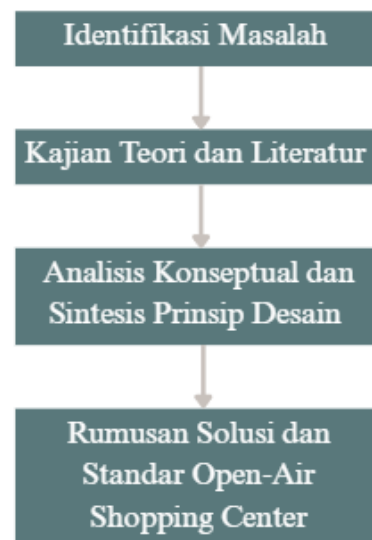 Identifikasi Masalah
Kajian Teori dan Literatur
Analisis Konseptual dan
Sintesis Prinsip Desain
Rumusan Solusi dan
Standar Open-Air
Shopping Center